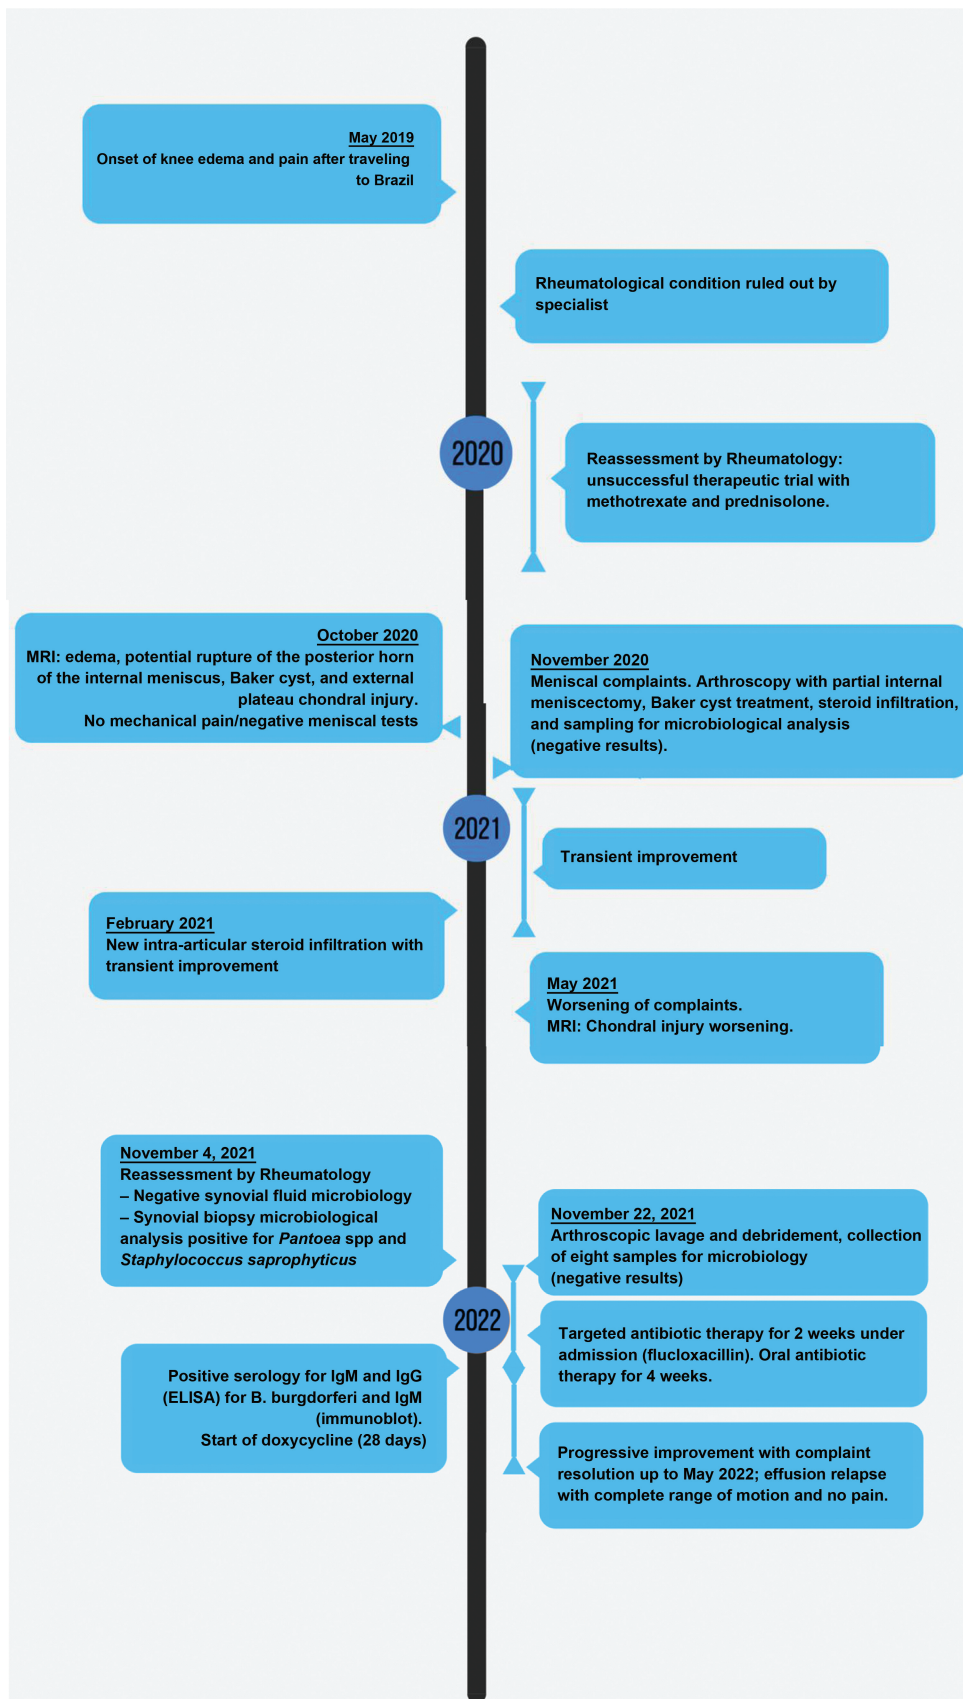 May 2019
Onset of knee edema and pain after traveling
to Brazil
Rheumatological condition ruled out by
specialist
2020
Reassessment by Rheumatology:
unsuccessful therapeutic trial with
methotrexate and prednisolone.
October 2020
MRI: edema, potential rupture of the posterior horn
of the internal meniscus, Baker cyst, and external
plateau chondral injury.
No mechanical pain/negative meniscal tests
November 2020
Meniscal complaints. Arthroscopy with partial internal
meniscectomy, Baker cyst treatment, steroid infiltration,
and sampling for microbiological analysis
(negative results).
2021
Transient improvement
February 2021
New intra-articular steroid infiltration with
transient improvement
May 2021
Worsening of complaints.
MRI: Chondral injury worsening.
November 4, 2021
Reassessment by Rheumatology
– Negative synovial fluid microbiology
– Synovial biopsy microbiological
analysis positive for Pantoea spp and
Staphylococcus saprophyticus
November 22, 2021
Arthroscopic lavage and debridement, collection
of eight samples for microbiology
(negative results)
2022
Targeted antibiotic therapy for 2 weeks under
admission (flucloxacillin). Oral antibiotic
therapy for 4 weeks.
Positive serology for IgM and IgG
(ELISA) for B. burgdorferi and IgM
(immunoblot).
Start of doxycycline (28 days)
Progressive improvement with complaint
resolution up to May 2022; effusion relapse
with complete range of motion and no pain.